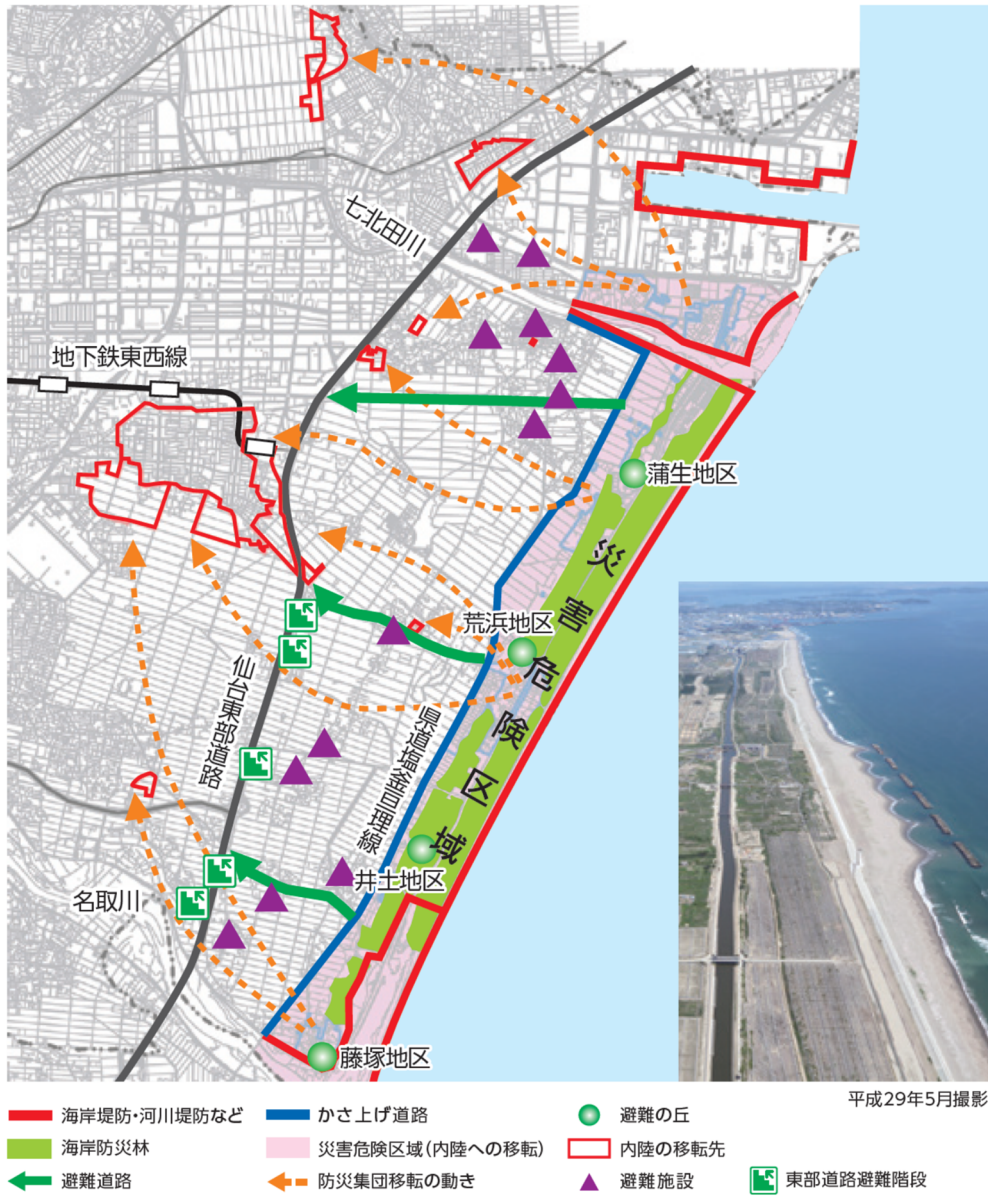 七北田川
地下鉄東西線
蒲生地区
災害危険区域
荒浜地区
仙台東部道路
県道塩釜亘理線
井土地区
名取川
藤塚地区
平成29年5月撮影
海岸堤防・河川堤防など
かさ上げ道路
避難の丘
海岸防災林
災害危険区域(内陸への移転)
内陸の移転先
避難道路
防災集団移転の動き
避難施設
東部道路避難階段